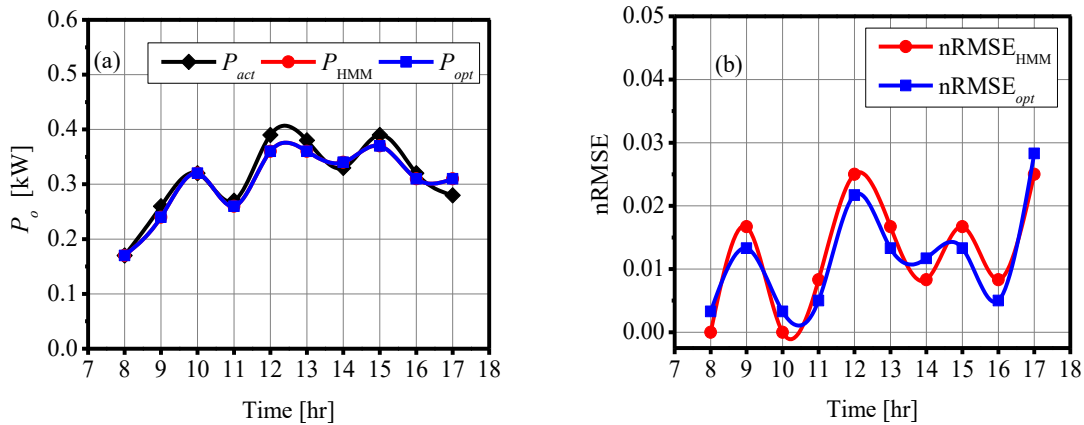 (a)
P_act P_HMM P_opt
0.6
0.5
0.4
0.3
0.2
0.1
0.0
P_o [kW]
7 8 9 10 11 12 13 14 15 16 17 18
Time [hr]
(b)
nRMSE_HMM
nRMSE_opt
0.05
0.04
0.03
0.02
0.01
0.00
nRMSE
7 8 9 10 11 12 13 14 15 16 17 18
Time [hr]